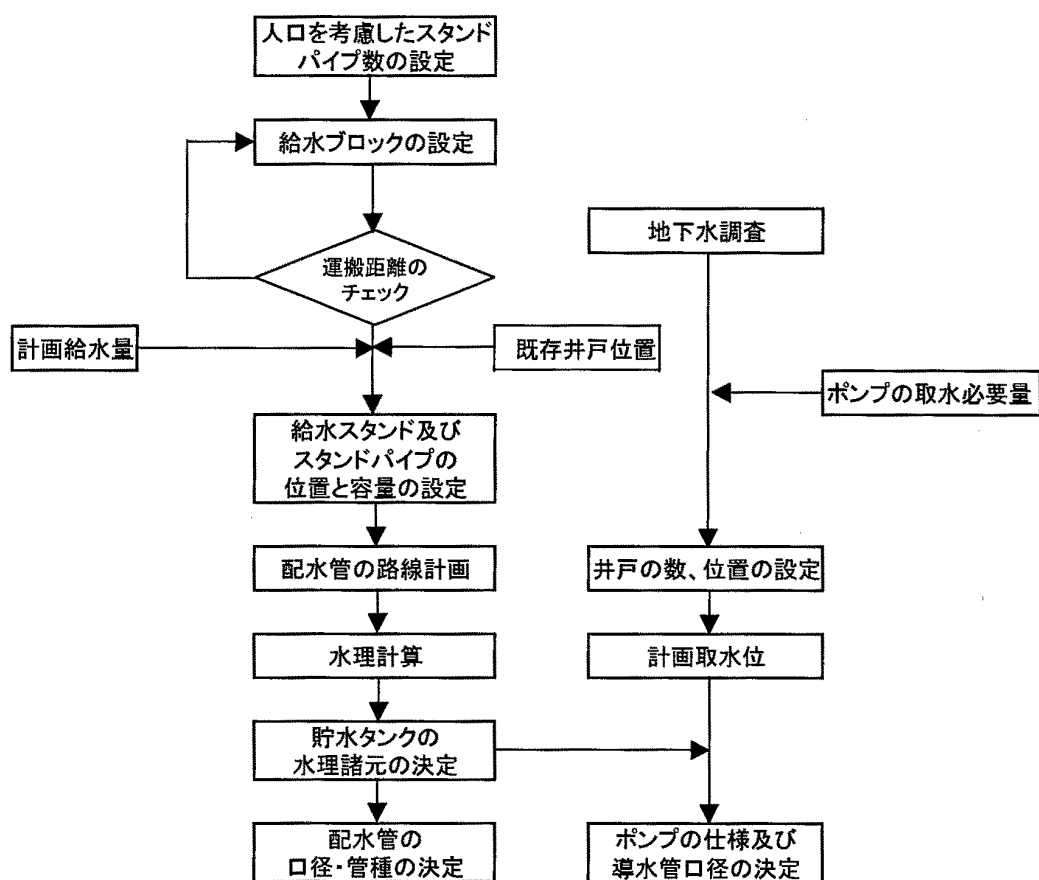 人口を考慮したスタンド
パイプ数の設定
給水ブロックの設定
運搬距離の
チェック
計画給水量
既存井戸位置
給水スタンド及び
スタンドパイプの
位置と容量の設定
配水管の路線計画
水理計算
貯水タンクの
水理諸元の決定
配水管の
口径・管種の決定
地下水調査
ポンプの取水必要量
井戸の数、位置の設定
計画取水位
ポンプの仕様及び
導水管口径の決定